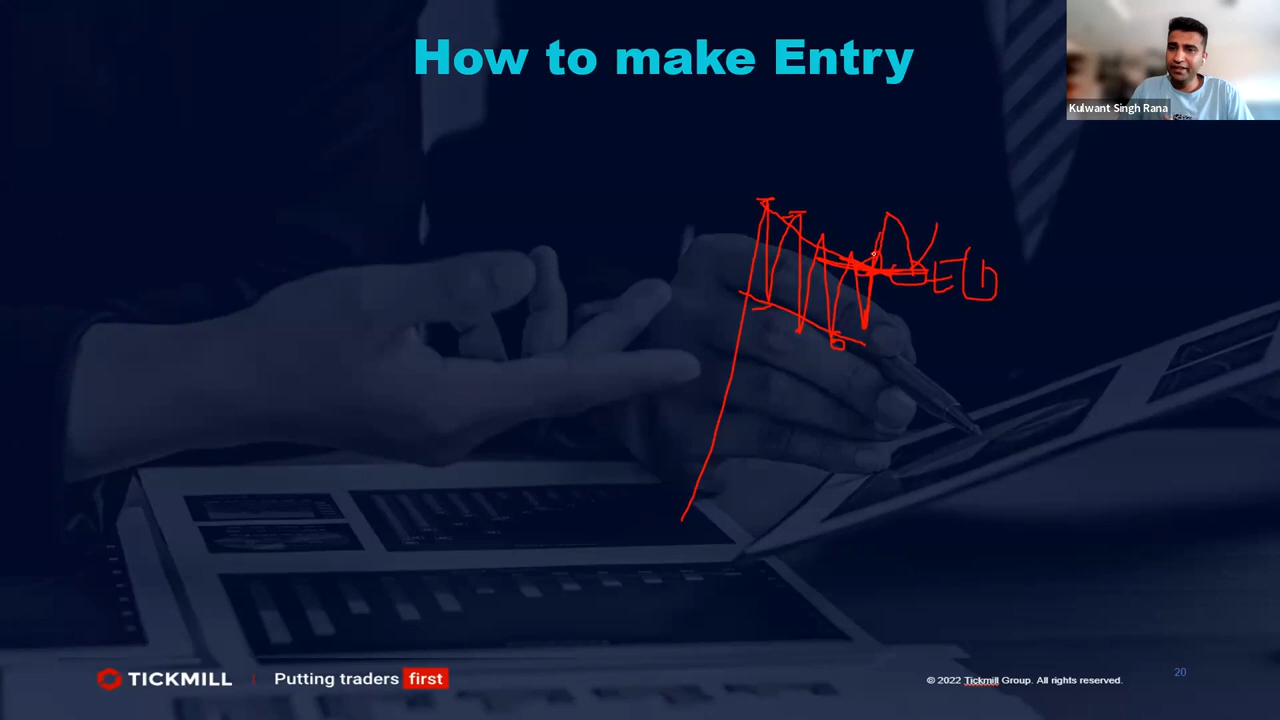 How to make Entry
Kulwant Singh Rana
TICKMILL
Putting traders first
© 2022 Tickmill Group. All rights reserved.
20